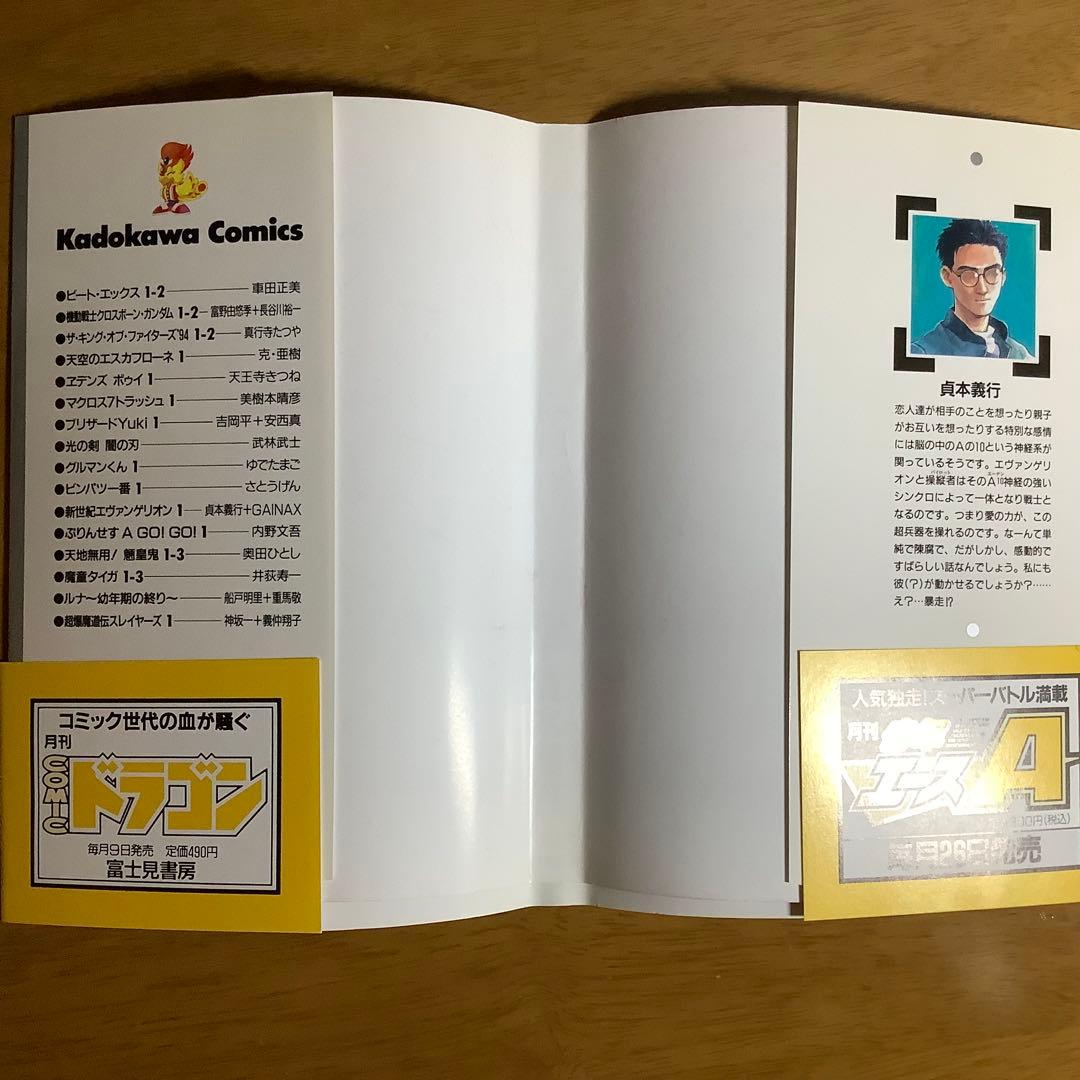 Kadokawa Comics
●ビート・エックス 1-2 車田正美
●機動戦士クロスボーン・ガンダム 1-2 富野由悠季+長谷川裕一
●ザ・キング・オブ・ファイターズ'94 1-2 真行寺たつや
●天空のエスカフローネ 1 克・亜樹
●ヱデンズ ボゥイ 1 天王寺きつね
●マクロス7トラッシュ 1 美樹本晴彦
●ブリザードYuki 1 吉岡平+安西真
●光の剣 闇の刃 武林武士
●グルマンくん 1 ゆでたまご
●ビンバツ一番 1 さとうげん
●新世紀エヴァンゲリオン 1 貞本義行+GAINAX
●ぷりんせす A GO! GO! 1 内野文吾
●天地無用! 魎皇鬼 1-3 奥田ひとし
●魔童タイガ 1-3 井荻寿一
●ルナ〜幼年期の終り〜 船戸明里+重馬敬
●超爆魔道伝スレイヤーズ 1 神坂一+義仲翔子
コミック世代の血が騒ぐ
月刊
COMIC
ドラゴン
毎月9日発売 定価490円
富士見書房
貞本義行
恋人達が相手のことを想ったり親子
がお互いを想ったりする特別な感情
には脳の中のAの10という神経系が
関っているそうです。エヴァンゲリ
パイロット エーテン
オンと操縦者はそのA10神経の強い
シンクロによって一体となり戦士と
なるのです。つまり愛の力が、この
超兵器を操れるのです。なーんて単
純で陳腐で、だがしかし、感動的で
すばらしい話なんでしょう。私にも
彼(?)が動かせるでしょうか?……
え?…暴走!?
人気独走!スーパーバトル満載
月刊
エース
A
円(税込)
毎月26日発売